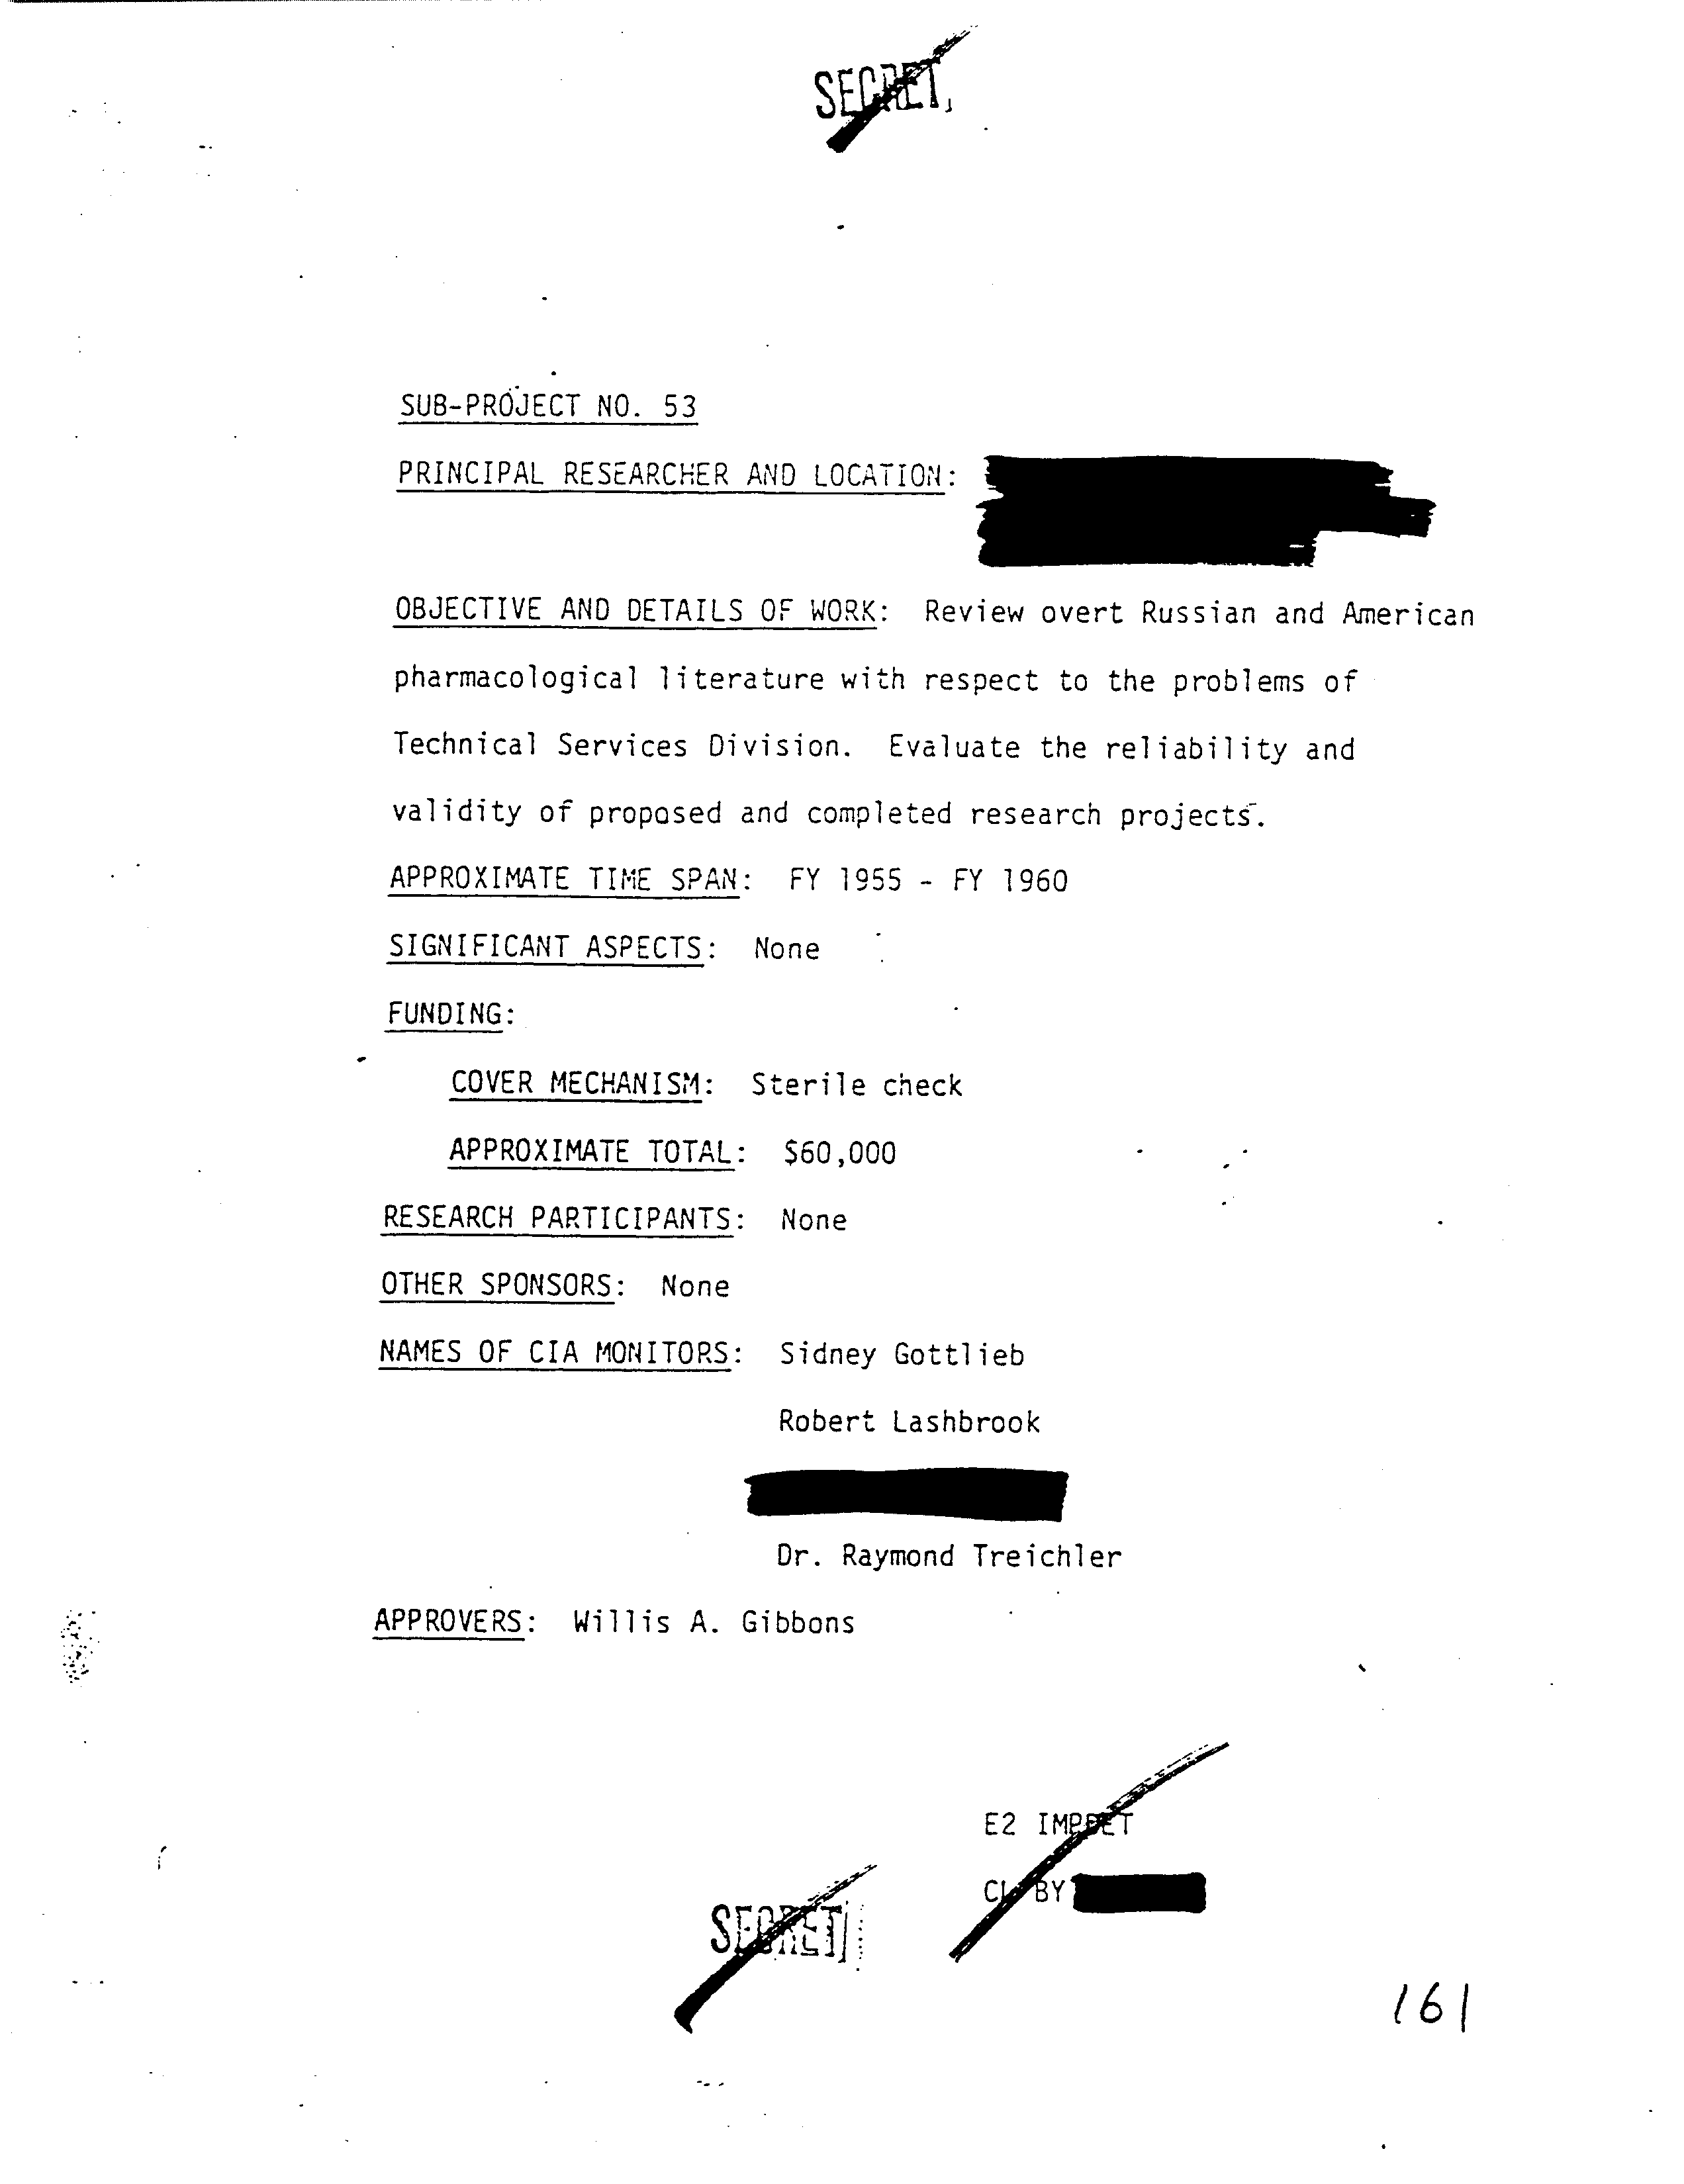 SECRET
SUB-PROJECT NO. 53
PRINCIPAL RESEARCHER AND LOCATION:
OBJECTIVE AND DETAILS OF WORK: Review overt Russian and American
pharmacological literature with respect to the problems of
Technical Services Division. Evaluate the reliability and
validity of proposed and completed research projects.
APPROXIMATE TIME SPAN: FY 1955 - FY 1960
SIGNIFICANT ASPECTS: None
FUNDING:
COVER MECHANISM: Sterile check
APPROXIMATE TOTAL: $60,000
RESEARCH PARTICIPANTS: None
OTHER SPONSORS: None
NAMES OF CIA MONITORS: Sidney Gottlieb
Robert Lashbrook
Dr. Raymond Treichler
APPROVERS: Willis A. Gibbons
E2 IMPDET
CL BY
SECRET
161